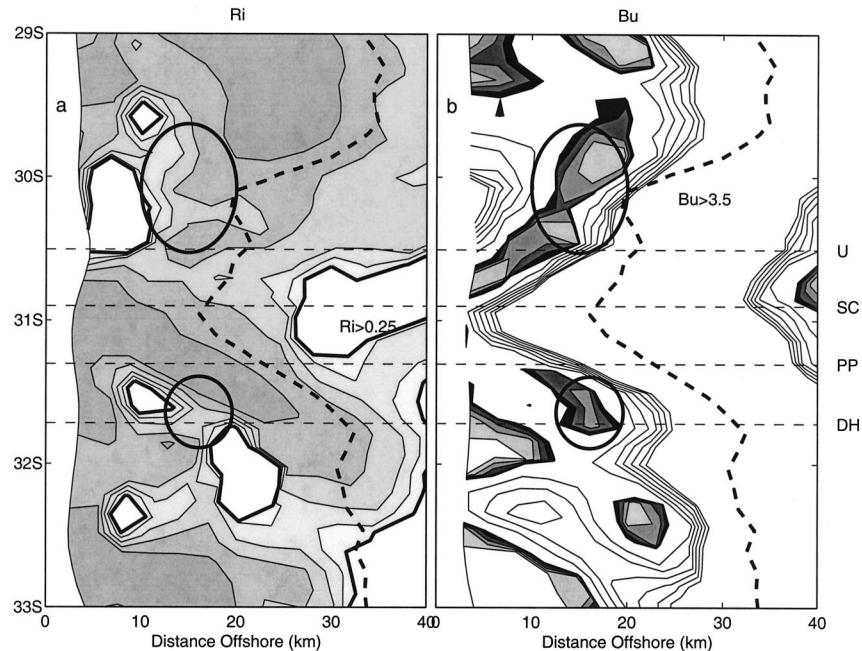 Ri
Bu
29S
30S
31S
32S
33S
a
b
Ri>0.25
Bu>3.5
U
SC
PP
DH
0
10
20
30
40
0
10
20
30
40
Distance Offshore (km)
Distance Offshore (km)